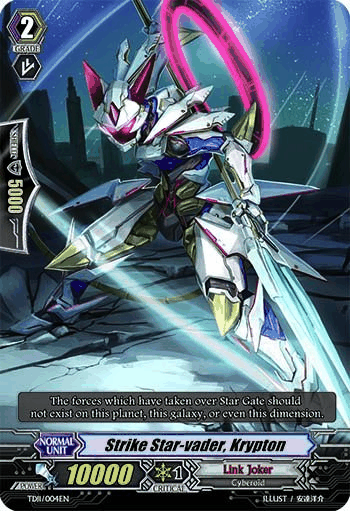 2
GRADE
SHIELD
5000
The forces which have taken over Star Gate should
not exist on this planet, this galaxy, or even this dimension.
NORMAL
UNIT
Strike Star-vader, Krypton
POWER
10000
1
CRITICAL
Link Joker
Cyberoid
TD11/004EN
ILLUST / 安達洋介